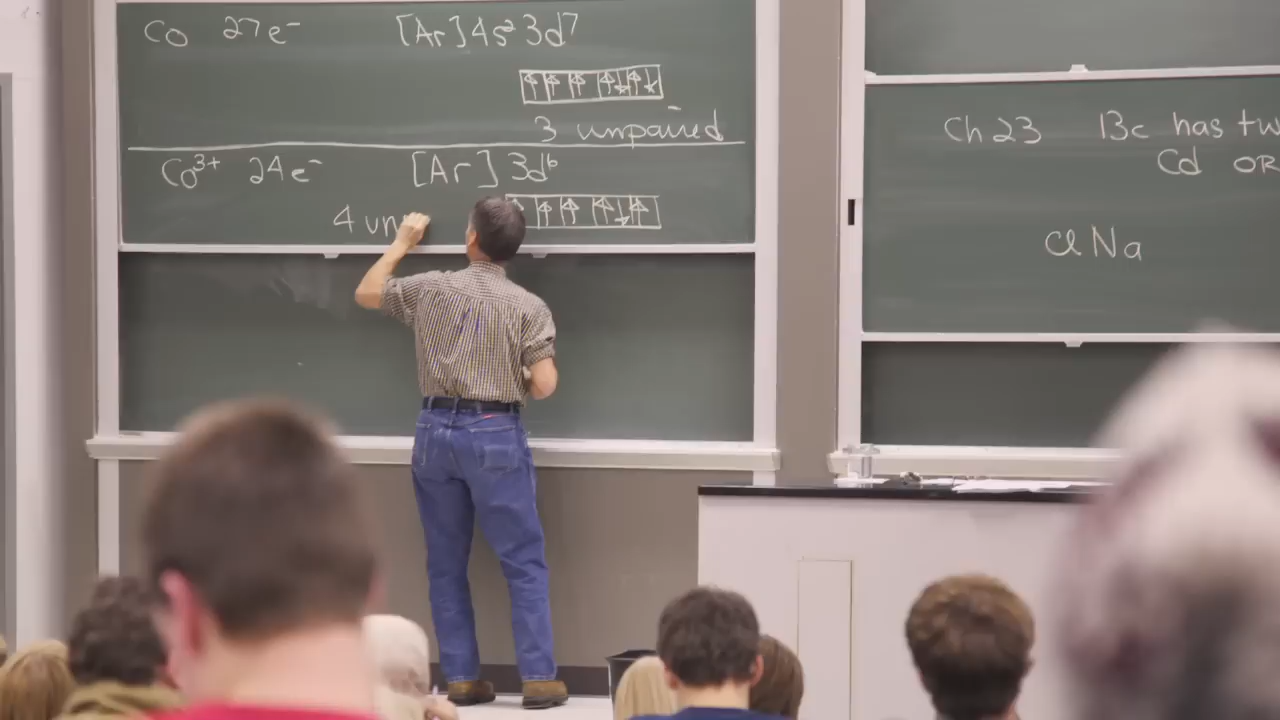 Co 27e⁻ [Ar]4s²3d⁷
3 unpaired
Co³⁺ 24e⁻ [Ar] 3d⁶
4 un
Ch 23 13c has
Cd OR
Cl Na